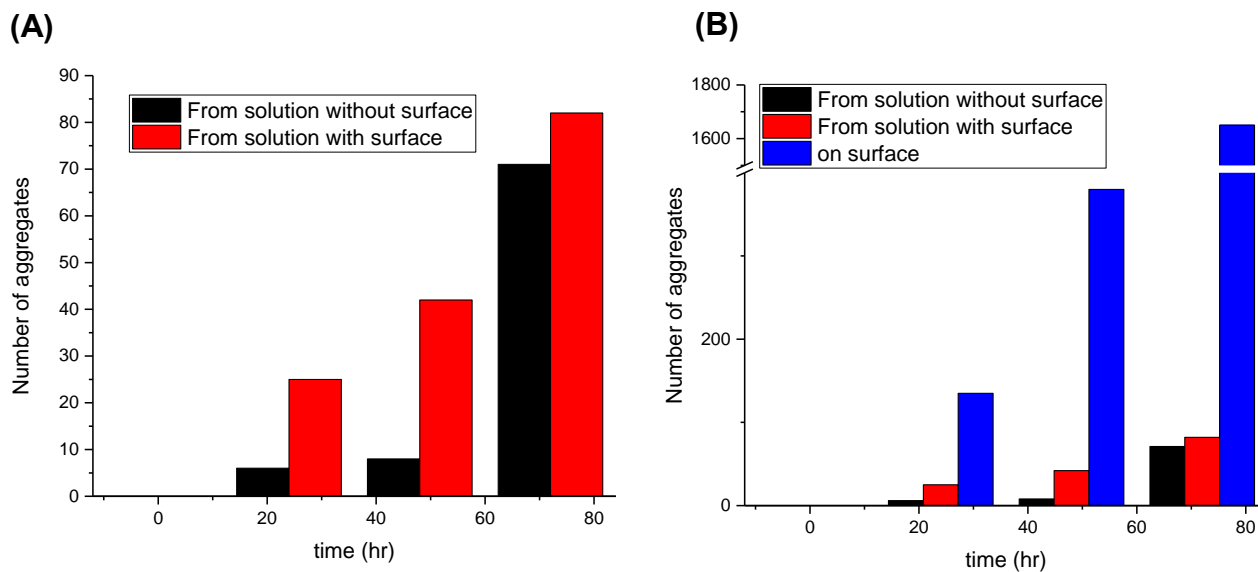 (A)
Number of aggregates
90
80
70
60
50
40
30
20
10
0
From solution without surface
From solution with surface
0 20 40 60 80
time (hr)
(B)
Number of aggregates
1800
1600
200
0
From solution without surface
From solution with surface
on surface
0 20 40 60 80
time (hr)